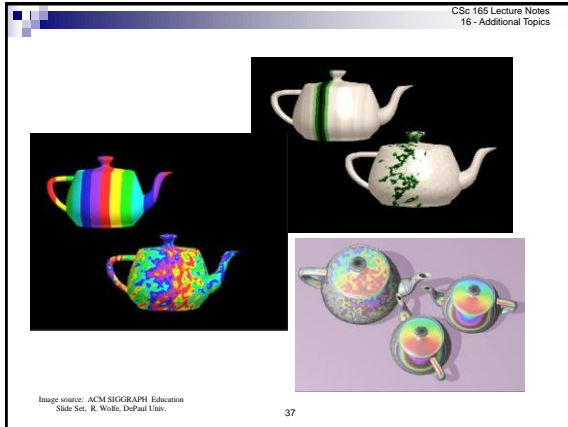 CSc 165 Lecture Notes
16 - Additional Topics
Image source: ACM SIGGRAPH Education
Slide Set, R. Wolfe, DePaul Univ.
37